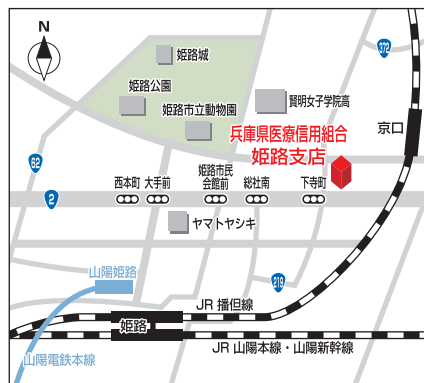 N
372
姫路城
姫路公園
姫路市立動物園
賢明女子学院高
兵庫県医療信用組合
姫路支店
京口
62
2
西本町
大手前
姫路市民
会館前
総社南
下寺町
ヤマトヤシキ
山陽姫路
218
JR 播但線
姫路
JR 山陽本線・山陽新幹線
山陽電鉄本線